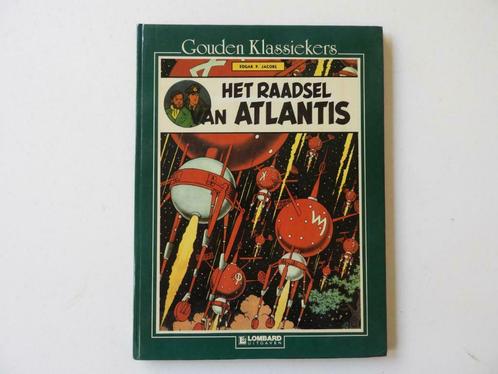 Gouden Klassiekers
EDGAR P. JACOBS
HET RAADSEL
VAN ATLANTIS
LOMBARD
UITGAVEN